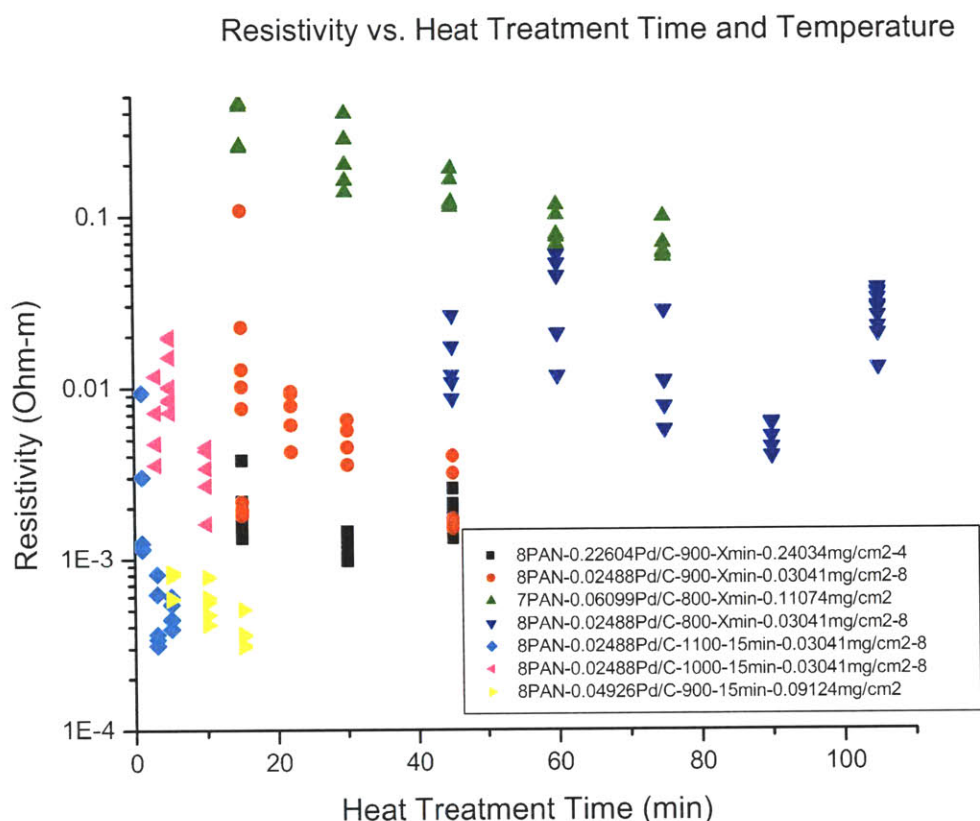 Resistivity vs. Heat Treatment Time and Temperature
0.1
0.01
1E-3
1E-4
Resistivity (Ohm-m)
8PAN-0.22604Pd/C-900-Xmin-0.24034mg/cm2-4
8PAN-0.02488Pd/C-900-Xmin-0.03041mg/cm2-8
7PAN-0.06099Pd/C-800-Xmin-0.11074mg/cm2
8PAN-0.02488Pd/C-800-Xmin-0.03041mg/cm2-8
8PAN-0.02488Pd/C-1100-15min-0.03041mg/cm2-8
8PAN-0.02488Pd/C-1000-15min-0.03041mg/cm2-8
8PAN-0.04926Pd/C-900-15min-0.09124mg/cm2
0 20 40 60 80 100
Heat Treatment Time (min)